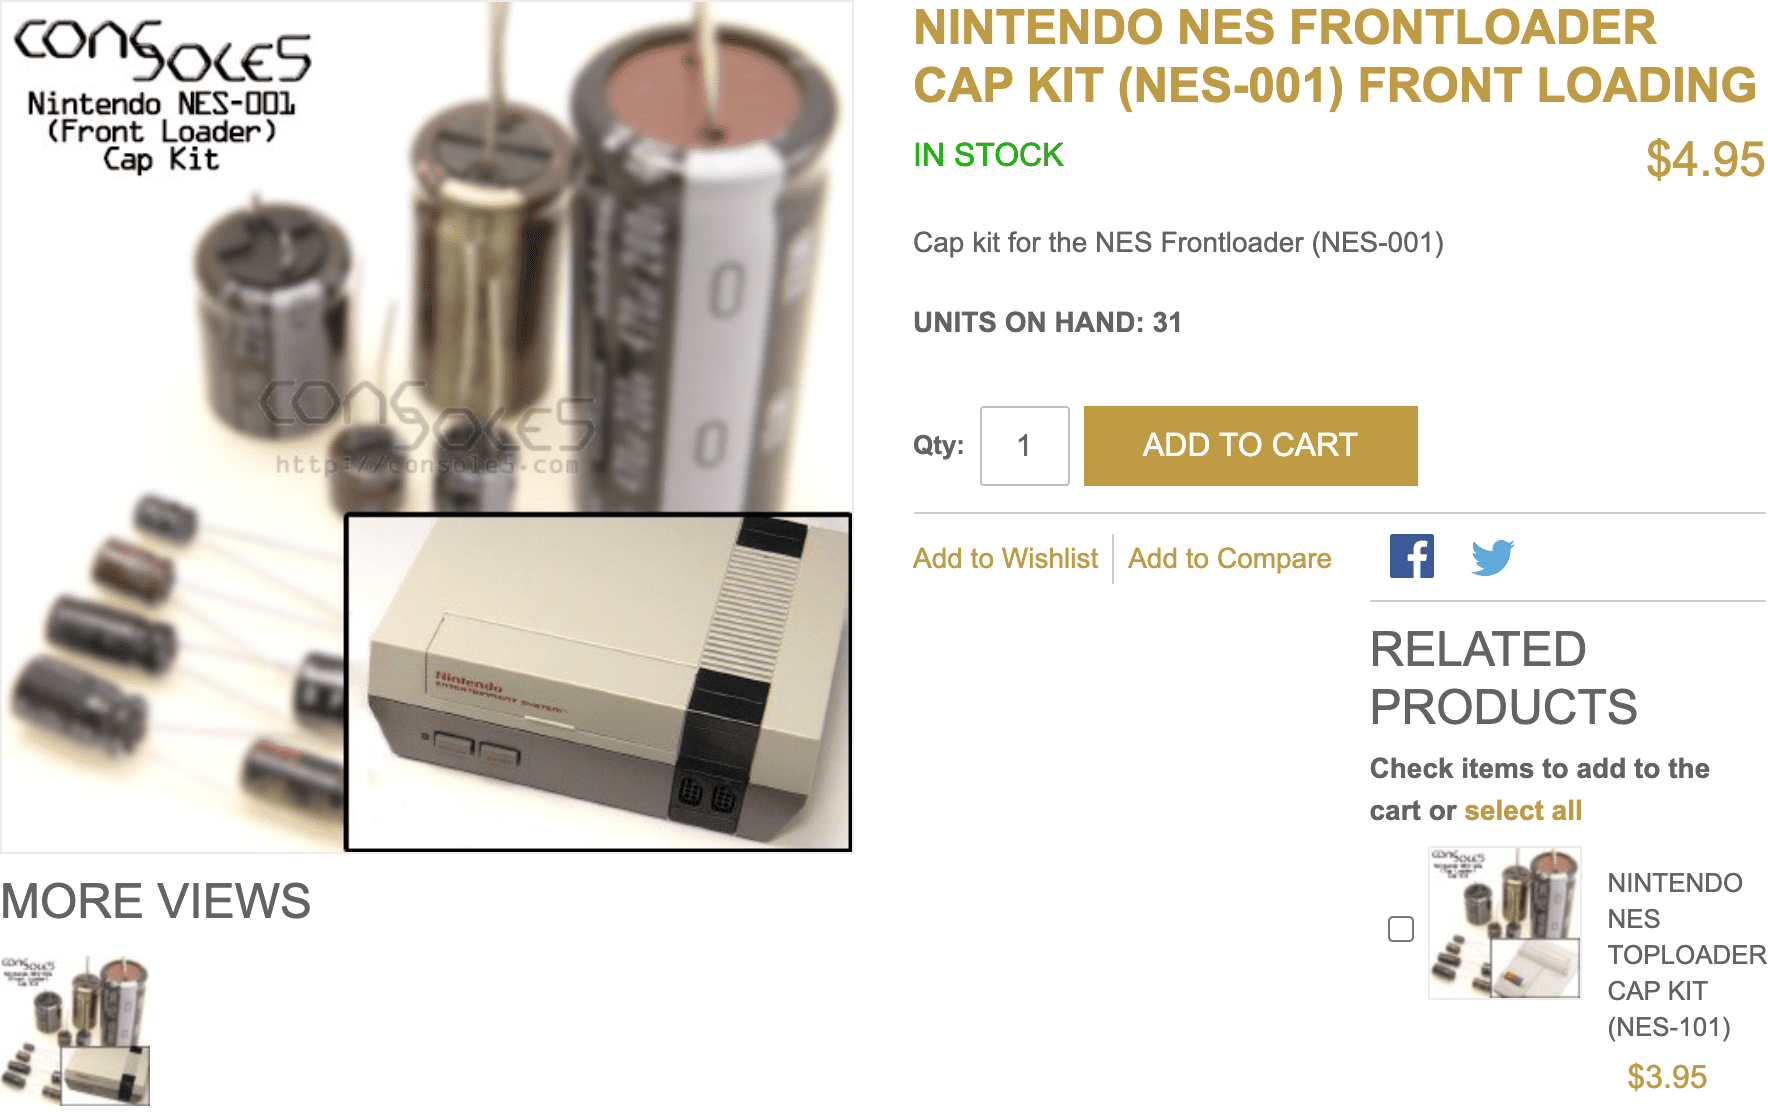 CONSOLE5
Nintendo NES-001
(Front Loader)
Cap Kit
http://console5.com
CONSOLE5
Nintendo
ENTERTAINMENT SYSTEM™
NINTENDO NES FRONTLOADER
CAP KIT (NES-001) FRONT LOADING
IN STOCK
$4.95
Cap kit for the NES Frontloader (NES-001)
UNITS ON HAND: 31
Qty:
1
ADD TO CART
Add to Wishlist
Add to Compare
RELATED
PRODUCTS
Check items to add to the
cart or select all
NINTENDO
NES
TOPLOADER
CAP KIT
(NES-101)
$3.95
MORE VIEWS